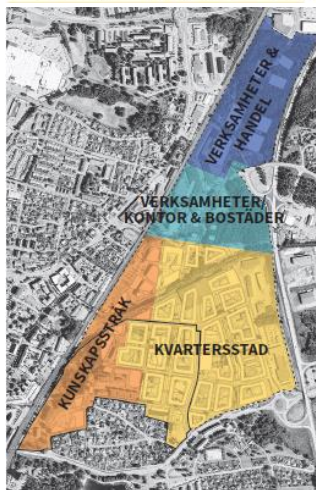 VERKSAMHETER &
HANDEL
VERKSAMHETER/
KONTOR & BOSTÄDER
KUNSKAPSSTRÅK
KVARTERSSTAD